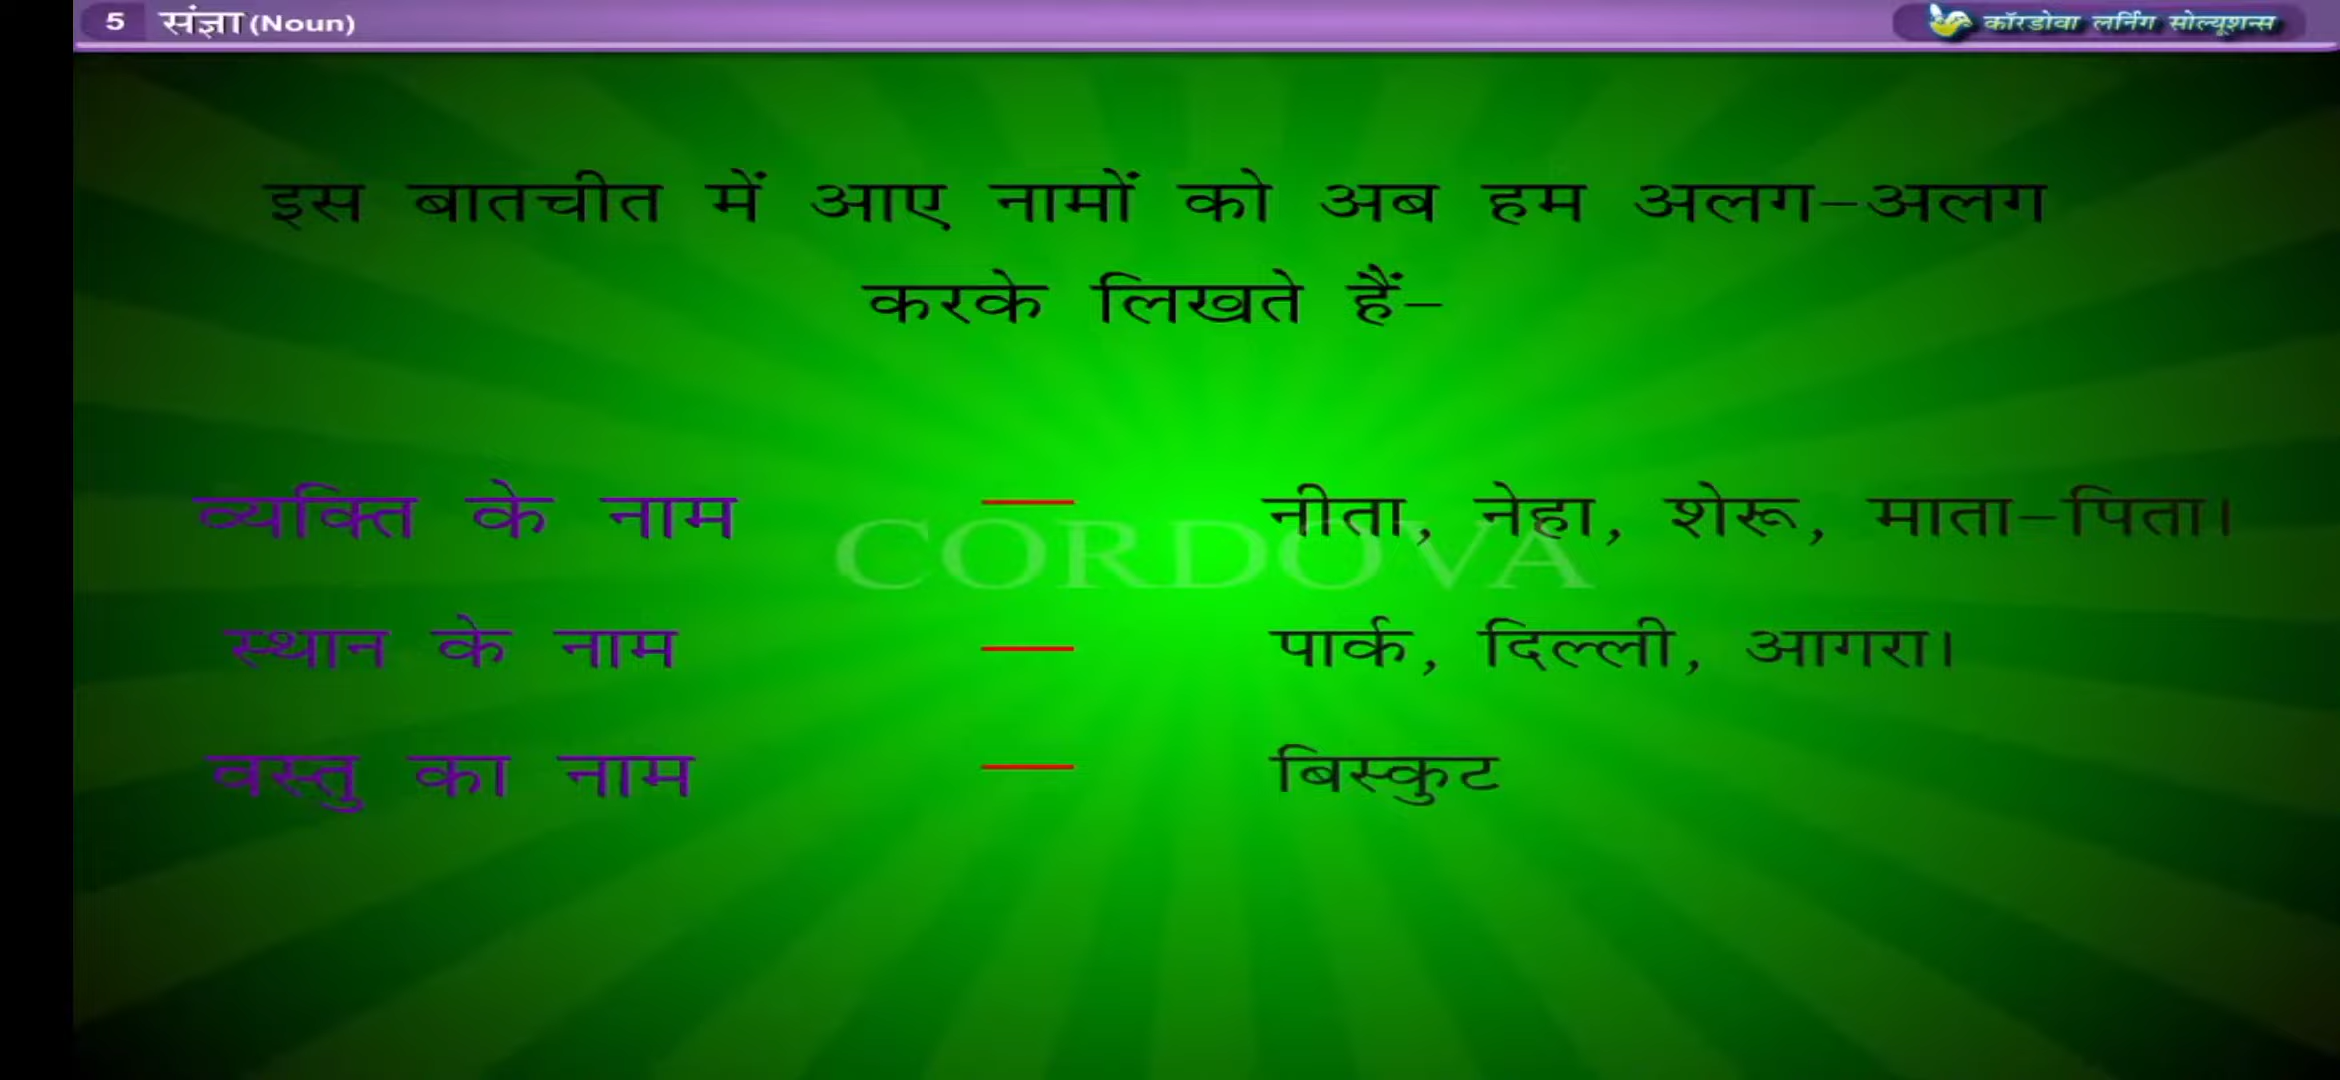 5 संज्ञा (Noun)
कॉरडोवा लर्निंग सोल्यूशन्स
इस बातचीत में आए नामों को अब हम अलग-अलग
करके लिखते हैं-
व्यक्ति के नाम — नीता, नेहा, शेरू, माता-पिता।
CORDOVA
स्थान के नाम — पार्क, दिल्ली, आगरा।
वस्तु का नाम — बिस्कुट